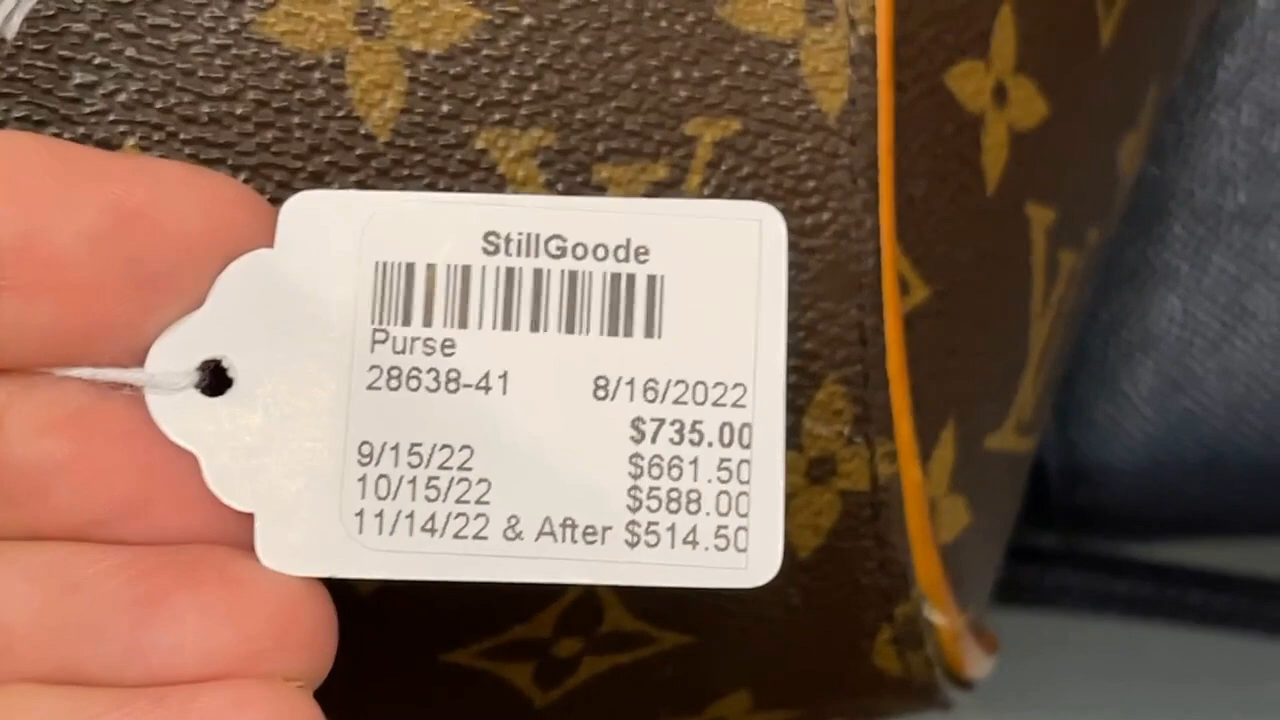 StillGoode
Purse
28638-41 8/16/2022
$735.00
9/15/22 $661.50
10/15/22 $588.00
11/14/22 & After $514.50
LV